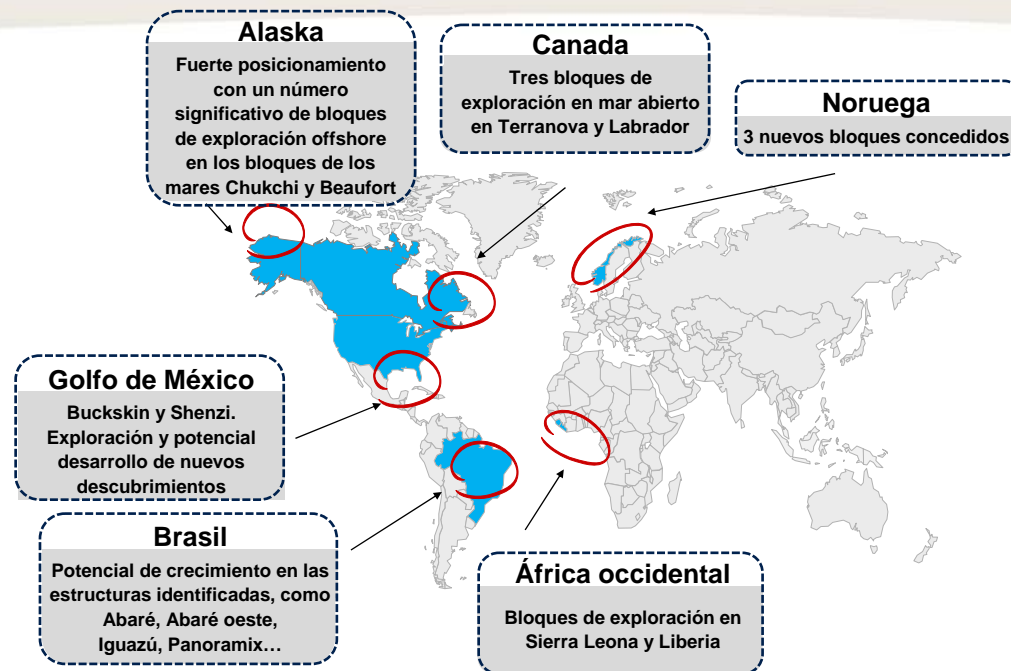 Alaska
Fuerte posicionamiento
con un número
significativo de bloques
de exploración offshore
en los bloques de los
mares Chukchi y Beaufort
Canada
Tres bloques de
exploración en mar abierto
en Terranova y Labrador
Noruega
3 nuevos bloques concedidos
Golfo de México
Buckskin y Shenzi.
Exploración y potencial
desarrollo de nuevos
descubrimientos
Brasil
Potencial de crecimiento en las
estructuras identificadas, como
Abaré, Abaré oeste,
Iguazú, Panoramix…
África occidental
Bloques de exploración en
Sierra Leona y Liberia